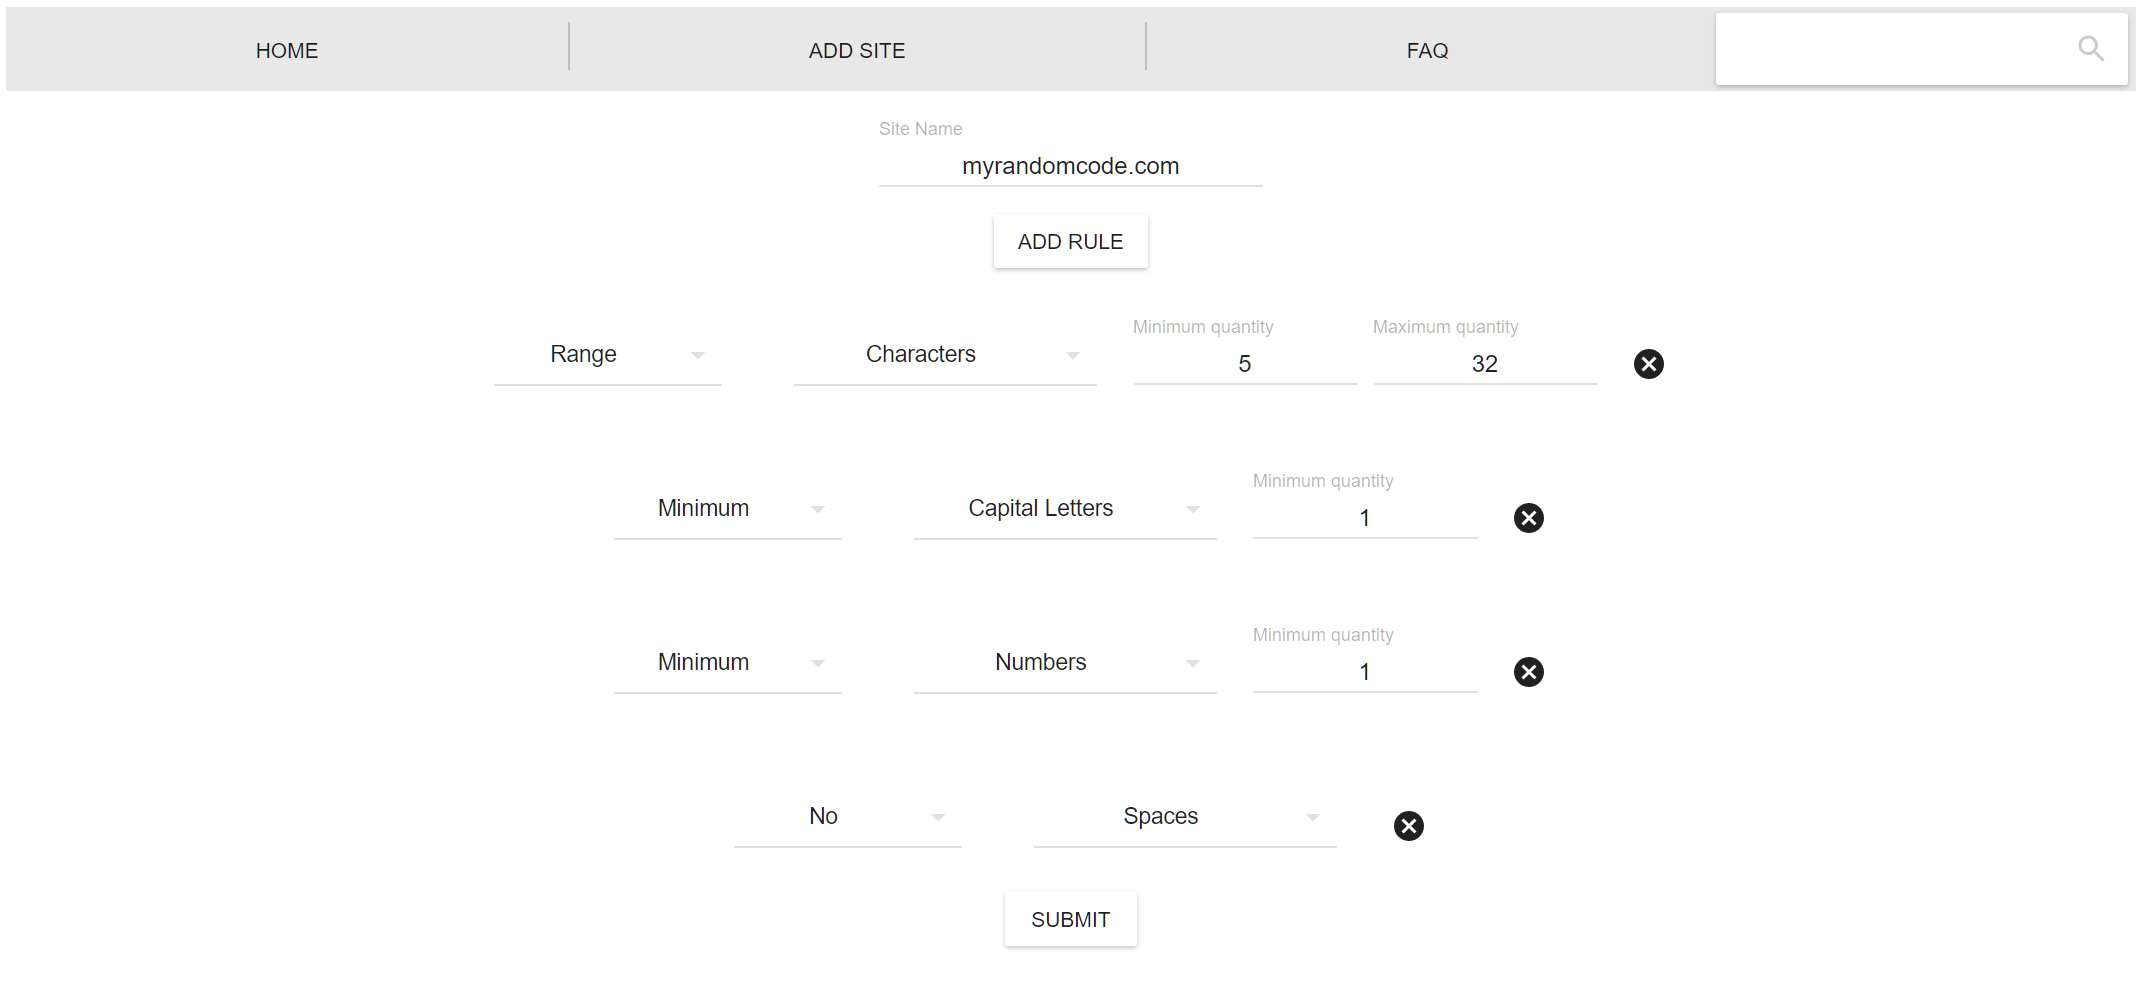 HOME ADD SITE FAQ
Site Name
myrandomcode.com
ADD RULE
Minimum quantity Maximum quantity
Range Characters 5 32
Minimum quantity
Minimum Capital Letters 1
Minimum quantity
Minimum Numbers 1
No Spaces
SUBMIT